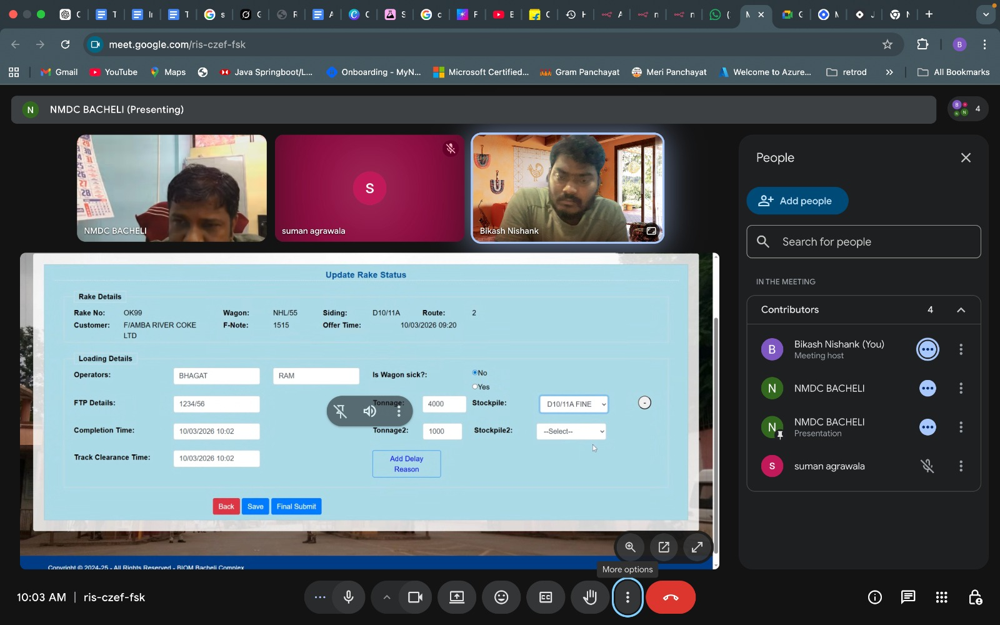 meet.google.com/ris-czef-fsk
B
Gmail
YouTube
Maps
Java Springboot/L...
Onboarding - MyN...
Microsoft Certified...
Gram Panchayat
Meri Panchayat
Welcome to Azure...
retrod
All Bookmarks
N NMDC BACHELI (Presenting)
4
NMDC BACHELI
S
suman agrawala
Bikash Nishank
Update Rake Status
Rake Details
Rake No: OK99 Wagon: NHL/55 Siding: D10/11A Route: 2
Customer: F/AMBA RIVER COKE LTD F-Note: 1515 Offer Time: 10/03/2026 09:20
Loading Details
Operators: BHAGAT RAM Is Wagon sick?: No
Yes
FTP Details: 1234/56 Tonnage: 4000 Stockpile: D10/11A FINE -
Completion Time: 10/03/2026 10:02 Tonnage2: 1000 Stockpile2: --Select--
Track Clearance Time: 10/03/2026 10:02 Add Delay Reason
Back Save Final Submit
Copyright © 2024-25 - All Rights Reserved - BIOM Bacheli Complex
More options
People
Add people
Search for people
IN THE MEETING
Contributors 4
B Bikash Nishank (You)
Meeting host
N NMDC BACHELI
N NMDC BACHELI
Presentation
S suman agrawala
10:03 AM | ris-czef-fsk